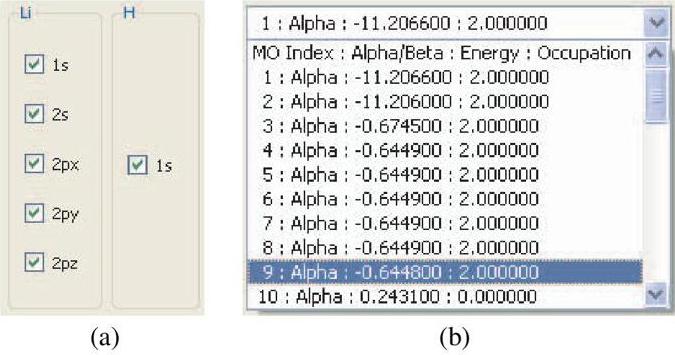 Li
1s
2s
2px
2py
2pz
H
1s
(a)
1 : Alpha : -11.206600 : 2.000000
MO Index : Alpha/Beta : Energy : Occupation
1 : Alpha : -11.206600 : 2.000000
2 : Alpha : -11.206000 : 2.000000
3 : Alpha : -0.674500 : 2.000000
4 : Alpha : -0.644900 : 2.000000
5 : Alpha : -0.644900 : 2.000000
6 : Alpha : -0.644900 : 2.000000
7 : Alpha : -0.644900 : 2.000000
8 : Alpha : -0.644900 : 2.000000
9 : Alpha : -0.644800 : 2.000000
10 : Alpha : 0.243100 : 0.000000
(b)